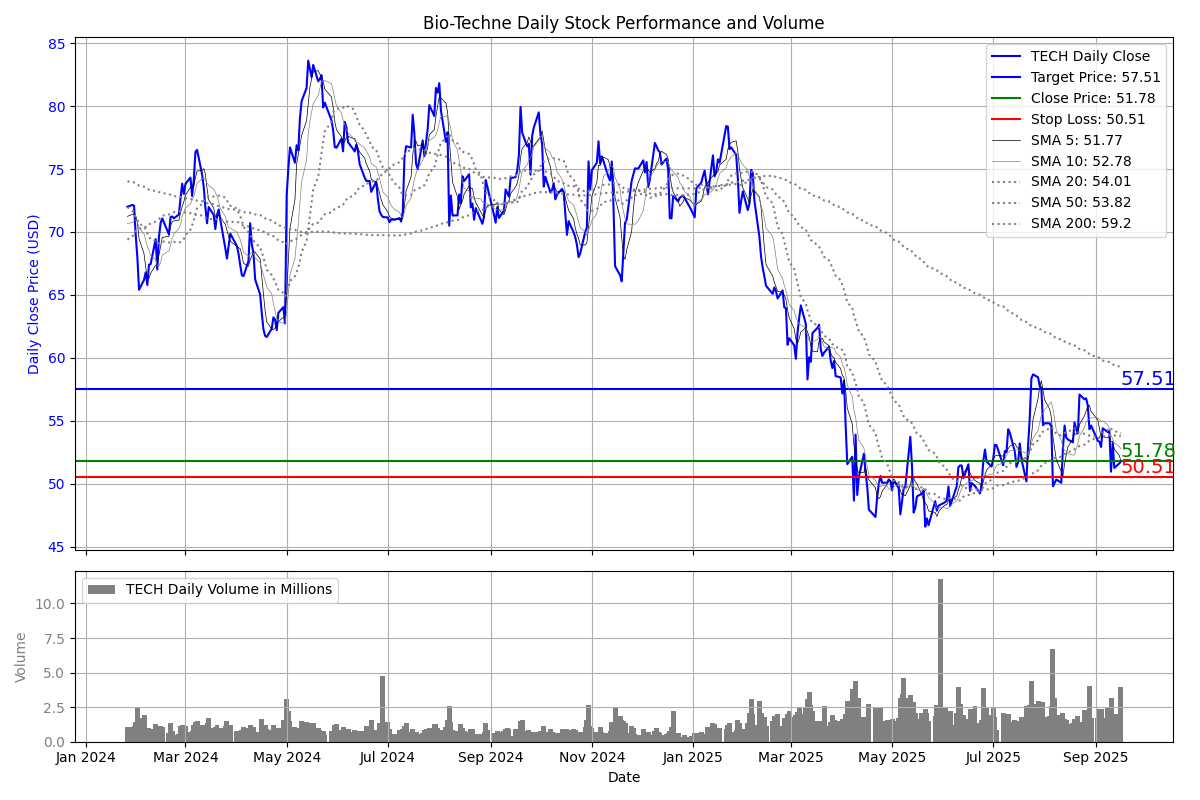 Bio-Techne Daily Stock Performance and Volume
85
80
75
70
65
60
55
50
45
Daily Close Price (USD)
TECH Daily Close
Target Price: 57.51
Close Price: 51.78
Stop Loss: 50.51
SMA 5: 51.77
SMA 10: 52.78
SMA 20: 54.01
SMA 50: 53.82
SMA 200: 59.2
57.51
51.78
50.51
TECH Daily Volume in Millions
10.0
7.5
5.0
2.5
0.0
Volume
Jan 2024 Mar 2024 May 2024 Jul 2024 Sep 2024 Nov 2024 Jan 2025 Mar 2025 May 2025 Jul 2025 Sep 2025
Date